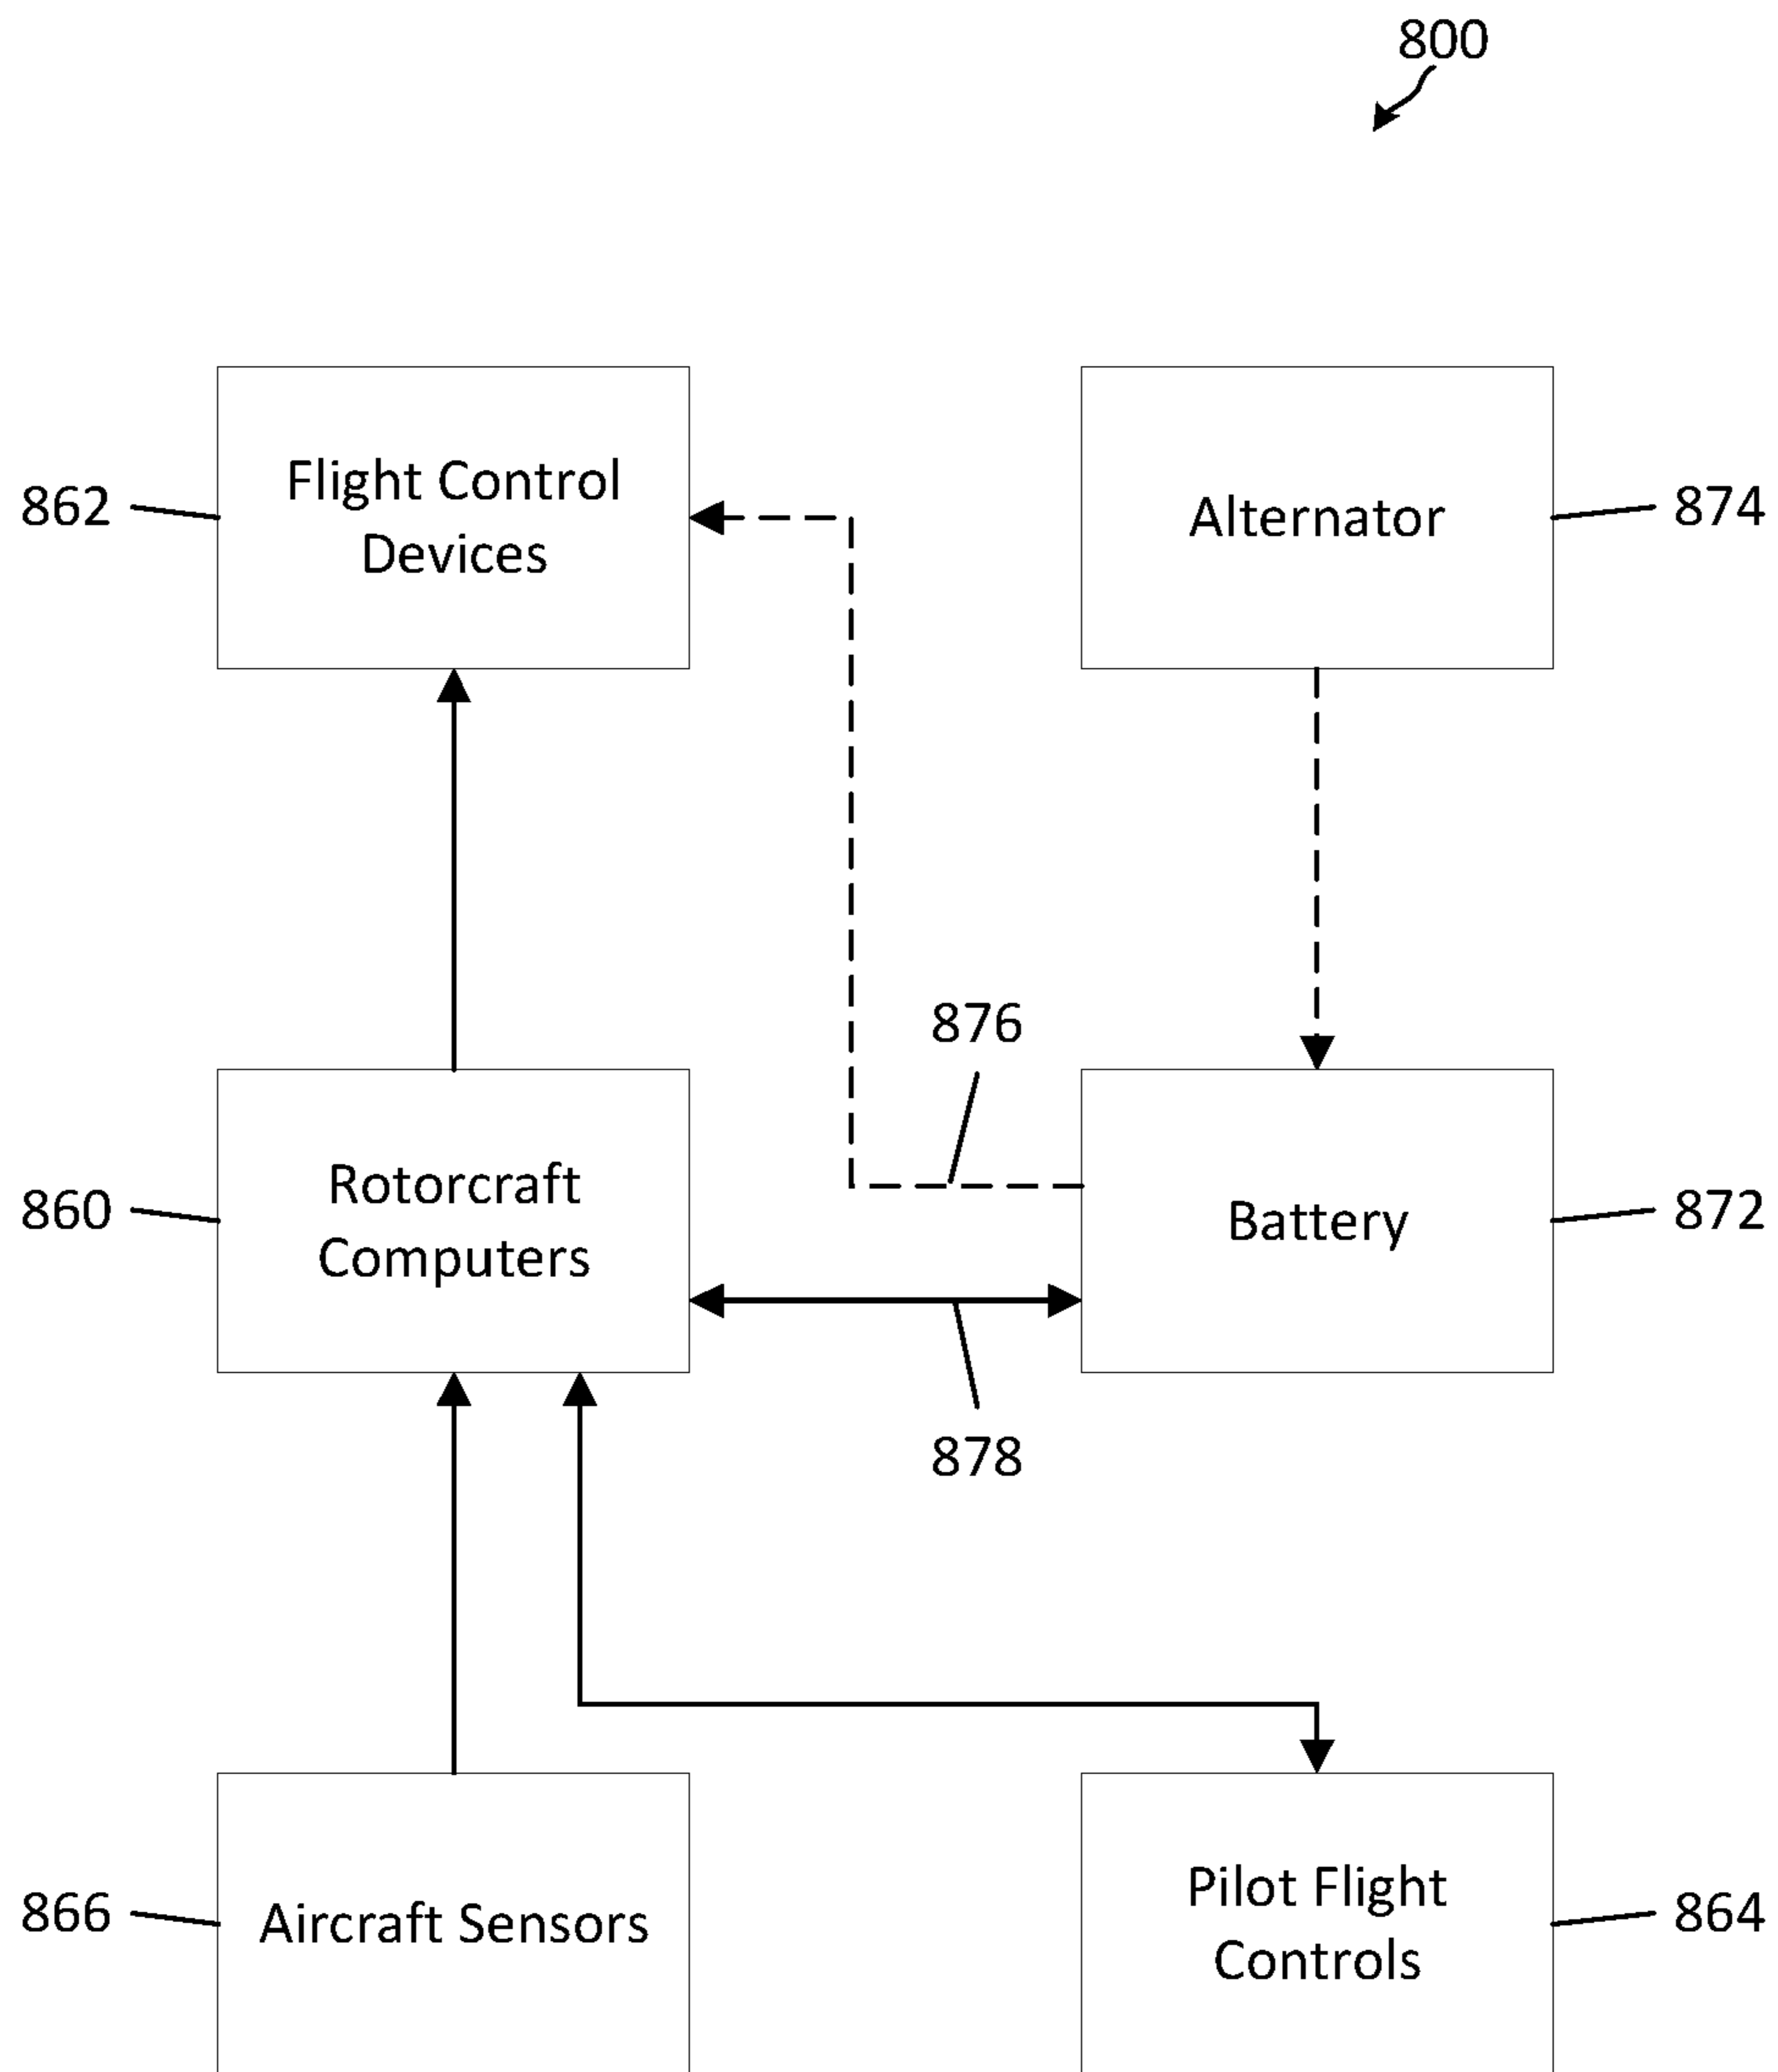 800
862
Flight Control
Devices
Alternator
874
876
860
Rotorcraft
Computers
Battery
872
878
866
Aircraft Sensors
Pilot Flight
Controls
864